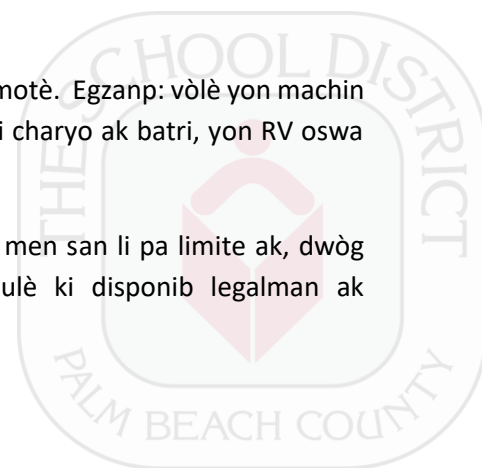 THE SCHOOL DISTRICT
motè. Egzanp: vòlè yon machin
i charyo ak batri, yon RV oswa
men san li pa limite ak, dwòg
ulè ki disponib legalman ak
PALM BEACH COUNTY